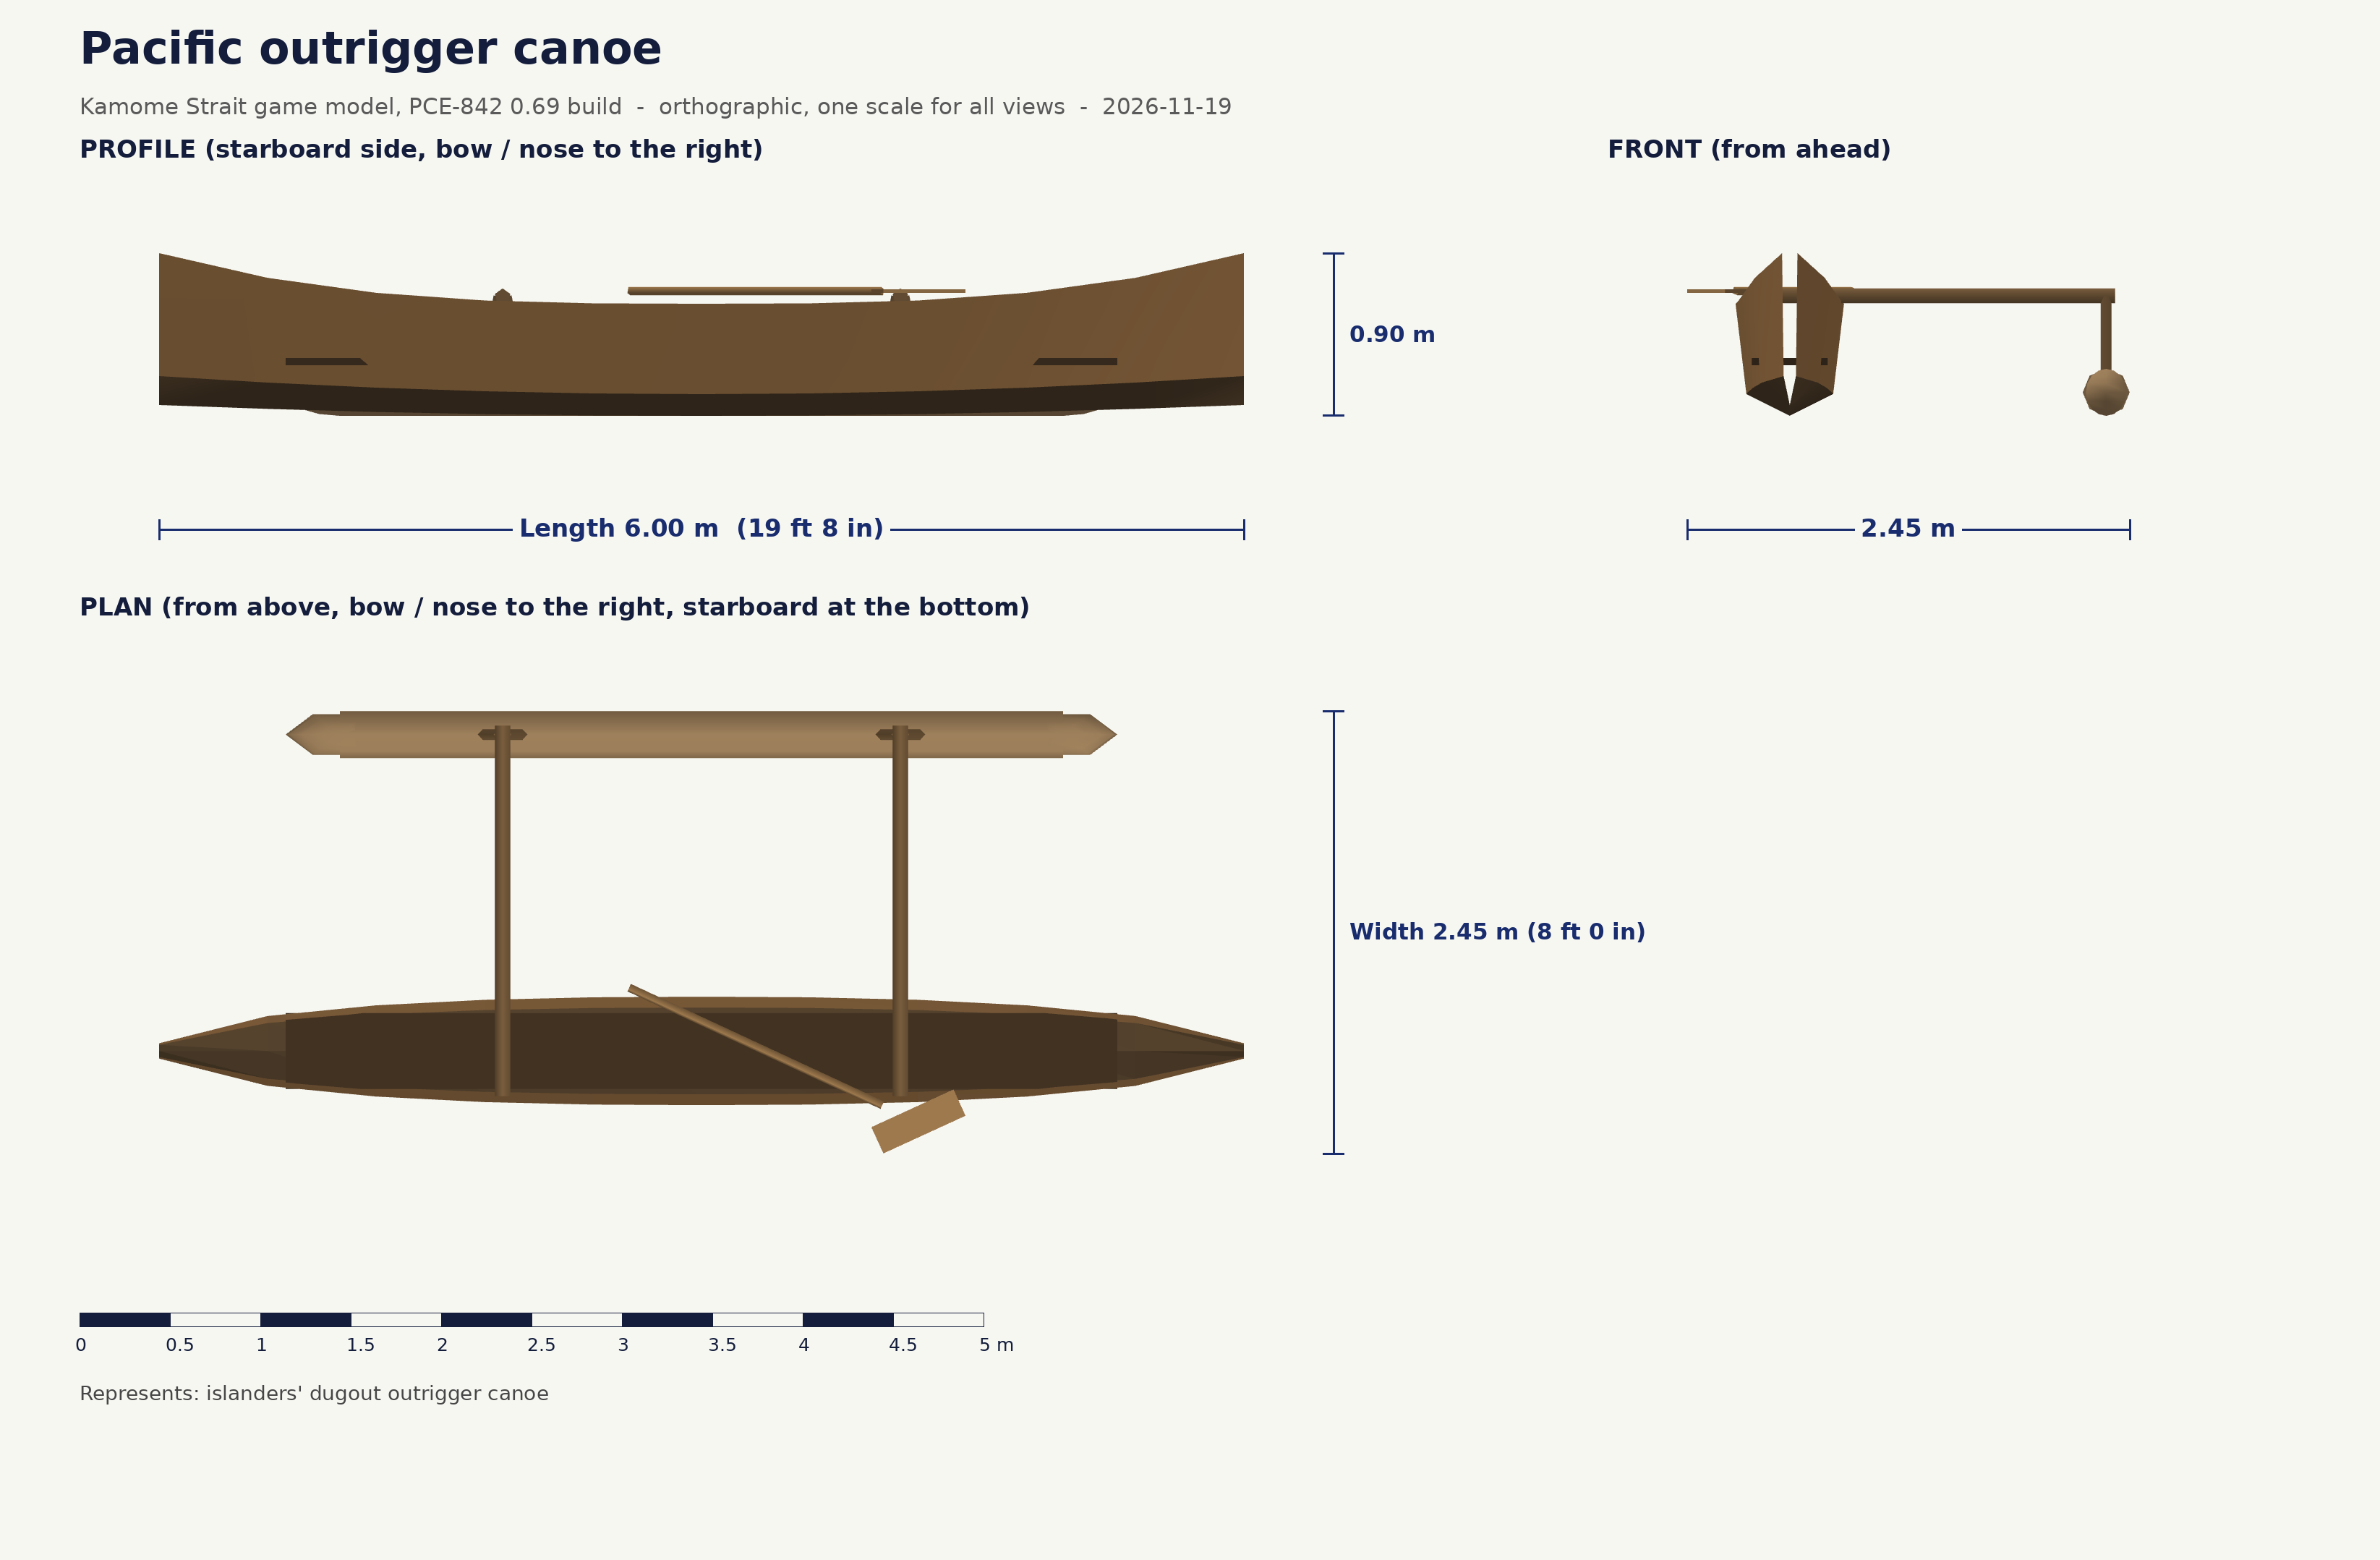 Pacific outrigger canoe
Kamome Strait game model, PCE-842 0.69 build  -  orthographic, one scale for all views  -  2026-11-19
PROFILE (starboard side, bow / nose to the right)
FRONT (from ahead)
0.90 m
Length 6.00 m  (19 ft 8 in)
2.45 m
PLAN (from above, bow / nose to the right, starboard at the bottom)
Width 2.45 m (8 ft 0 in)
0 0.5 1 1.5 2 2.5 3 3.5 4 4.5 5 m
Represents: islanders' dugout outrigger canoe